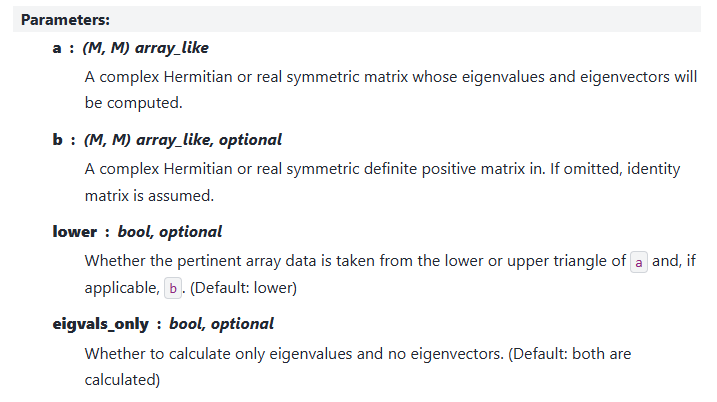 Parameters:
a : (M, M) array_like
A complex Hermitian or real symmetric matrix whose eigenvalues and eigenvectors will
be computed.
b : (M, M) array_like, optional
A complex Hermitian or real symmetric definite positive matrix in. If omitted, identity
matrix is assumed.
lower : bool, optional
Whether the pertinent array data is taken from the lower or upper triangle of a and, if
applicable, b. (Default: lower)
eigvals_only : bool, optional
Whether to calculate only eigenvalues and no eigenvectors. (Default: both are
calculated)